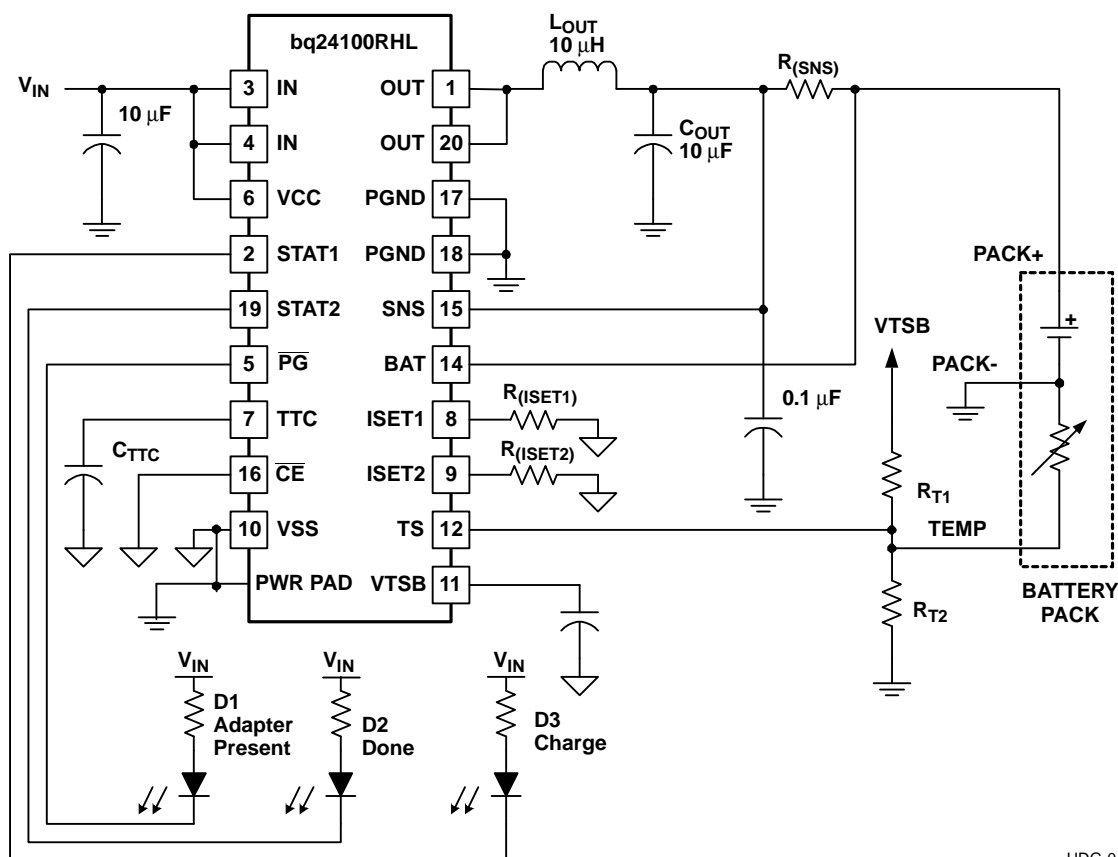 bq24100RHL
L_OUT
10 μH
R_(SNS)
V_IN
3 IN
OUT 1
10 μF
C_OUT
10 μF
4 IN
OUT 20
6 VCC
PGND 17
2 STAT1
PGND 18
PACK+
19 STAT2
SNS 15
VTSB
+
5 P̅G̅
BAT 14
PACK-
7 TTC
ISET1 8
R_(ISET1)
0.1 μF
C_TTC
16 C̅E̅
ISET2 9
R_(ISET2)
R_T1
10 VSS
TS 12
TEMP
PWR PAD
VTSB 11
BATTERY
PACK
R_T2
V_IN
V_IN
V_IN
D1
Adapter
Present
D2
Done
D3
Charge